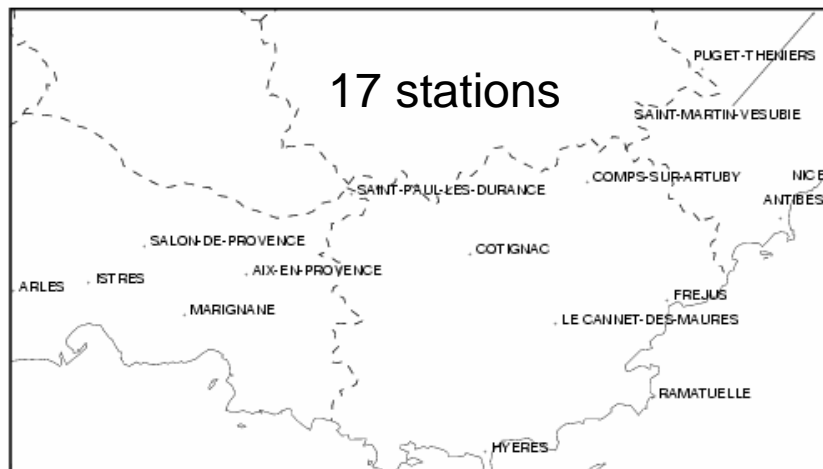 PUGET-THENIERS
17 stations
SAINT-MARTIN-VESUBIE
COMPS-SUR-ARTUBY
NICE
SAINT-PAUL-LES-DURANCE
ANTIBES
SALON-DE-PROVENCE
COTIGNAC
AIX-EN-PROVENCE
ISTRES
ARLES
FREJUS
MARIGNANE
LE CANNET-DES-MAURES
RAMATUELLE
HYERES